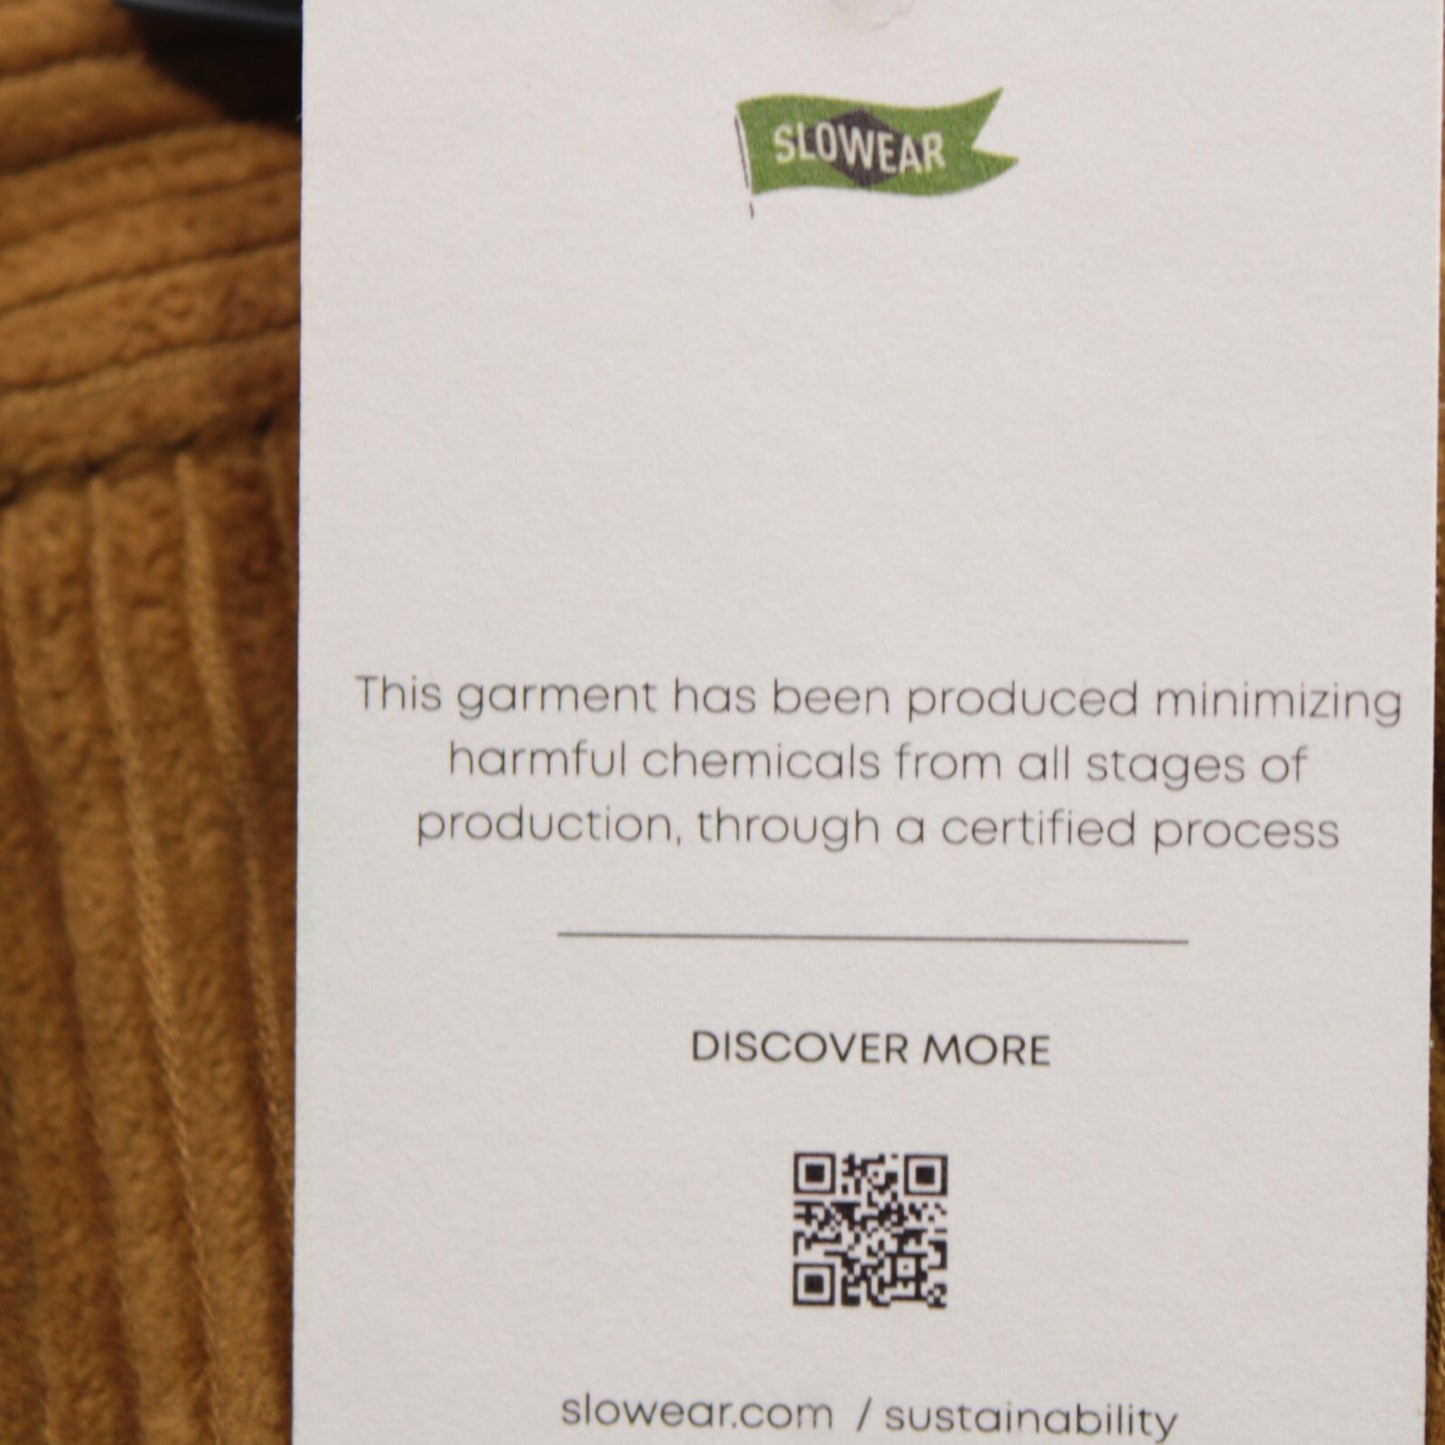 SLOWEAR
This garment has been produced minimizing
harmful chemicals from all stages of
production, through a certified process
DISCOVER MORE
slowear.com / sustainability